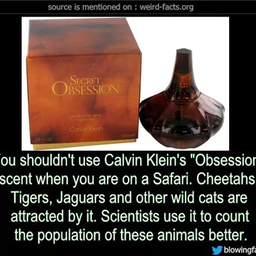 source is mentioned on : weird-facts.org
SECRET
OBSESSION
Calvin Klein
You shouldn't use Calvin Klein's "Obsession"
scent when you are on a Safari. Cheetahs,
Tigers, Jaguars and other wild cats are
attracted by it. Scientists use it to count
the population of these animals better.
blowingfa